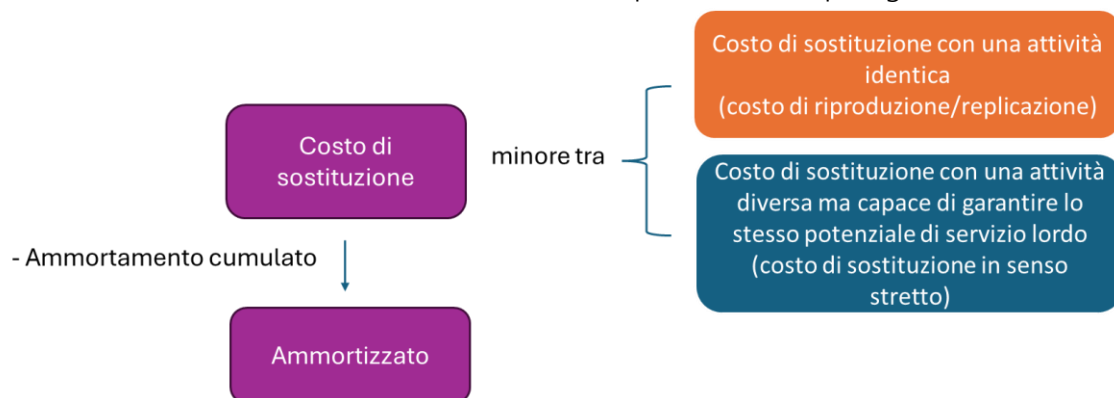 Costo di sostituzione con una attività
identica
(costo di riproduzione/replicazione)
Costo di
sostituzione
minore tra
Costo di sostituzione con una attività
diversa ma capace di garantire lo
stesso potenziale di servizio lordo
(costo di sostituzione in senso
stretto)
- Ammortamento cumulato
Ammortizzato